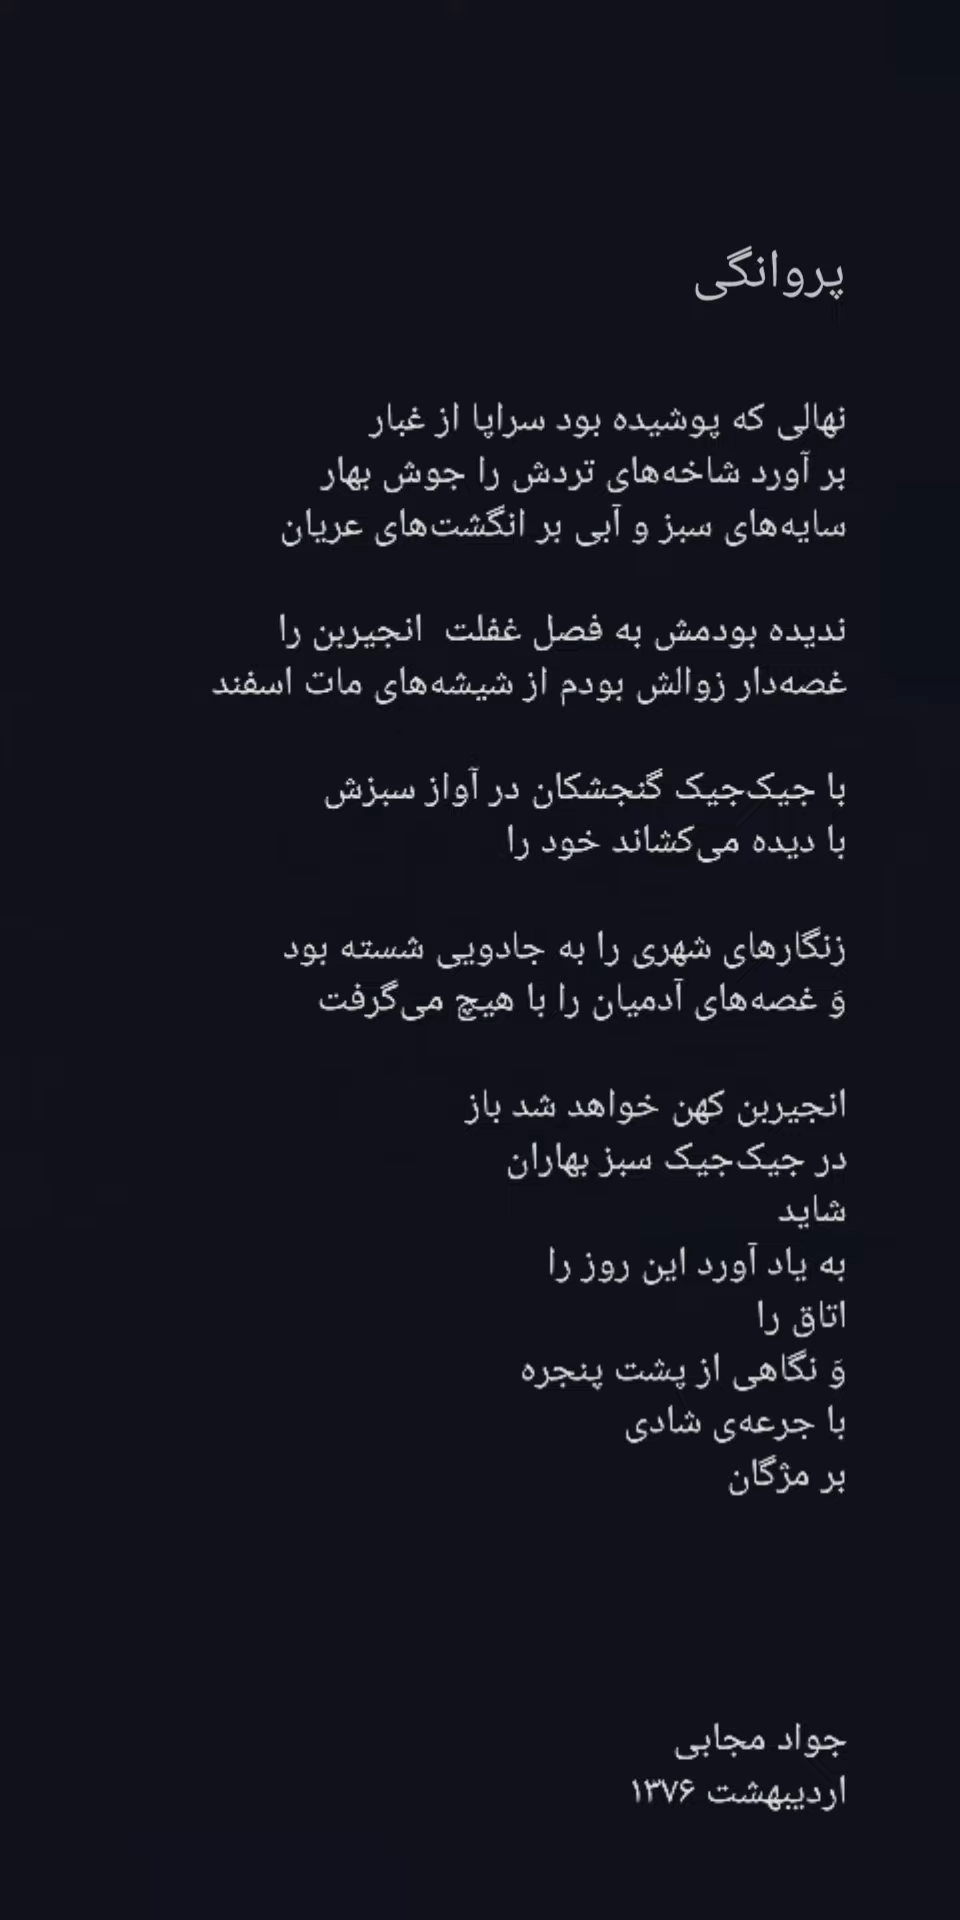 پروانگی
نهالی که پوشیده بود سراپا از غبار
بر آورد شاخه‌های تردش را جوش بهار
سایه‌های سبز و آبی بر انگشت‌های عریان
ندیده بودمش به فصل غفلت  انجیربن را
غصه‌دار زوالش بودم از شیشه‌های مات اسفند
با جیک‌جیک گنجشکان در آواز سبزش
با دیده می‌کشاند خود را
زنگارهای شهری را به جادویی شسته بود
وَ غصه‌های آدمیان را با هیچ می‌گرفت
انجیربن کهن خواهد شد باز
در جیک‌جیک سبز بهاران
شاید
به یاد آورد این روز را
اتاق را
وَ نگاهی از پشت پنجره
با جرعه‌ی شادی
بر مژگان
جواد مجابی
اردیبهشت ۱۳۷۶